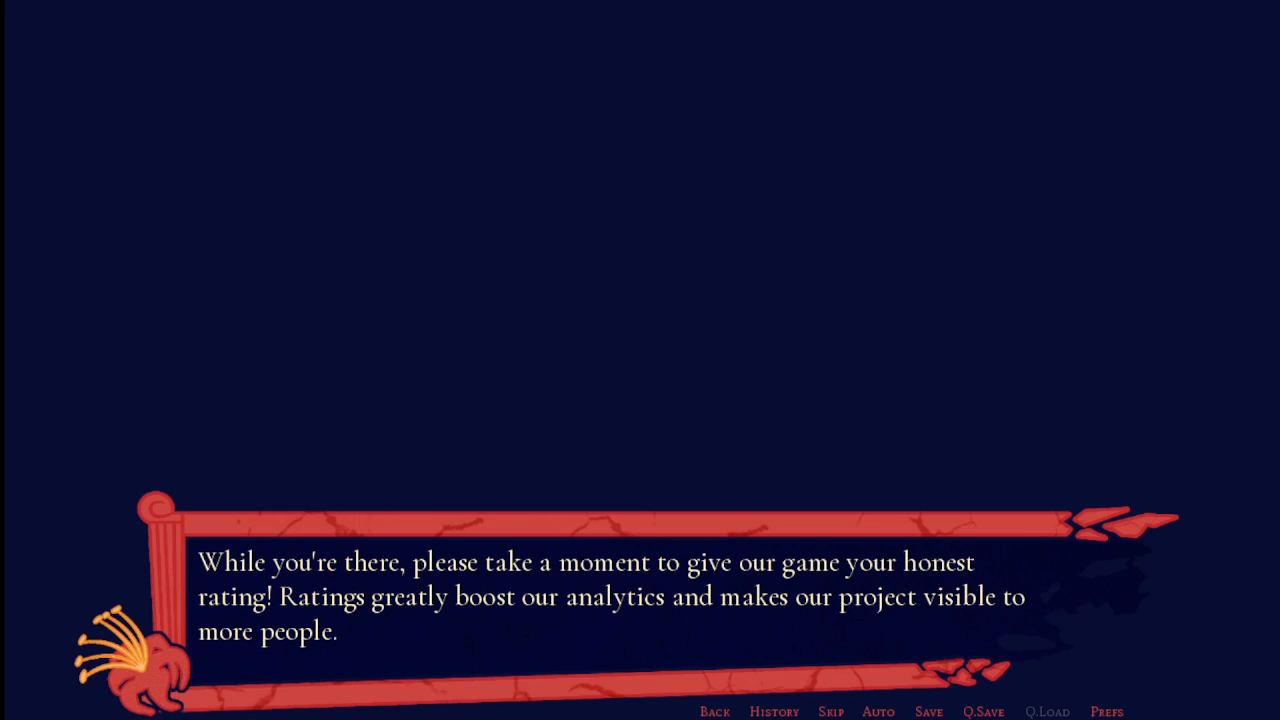 While you're there, please take a moment to give our game your honest
rating! Ratings greatly boost our analytics and makes our project visible to
more people.
Back History Skip Auto Save Q.Save Q.Load Prefs